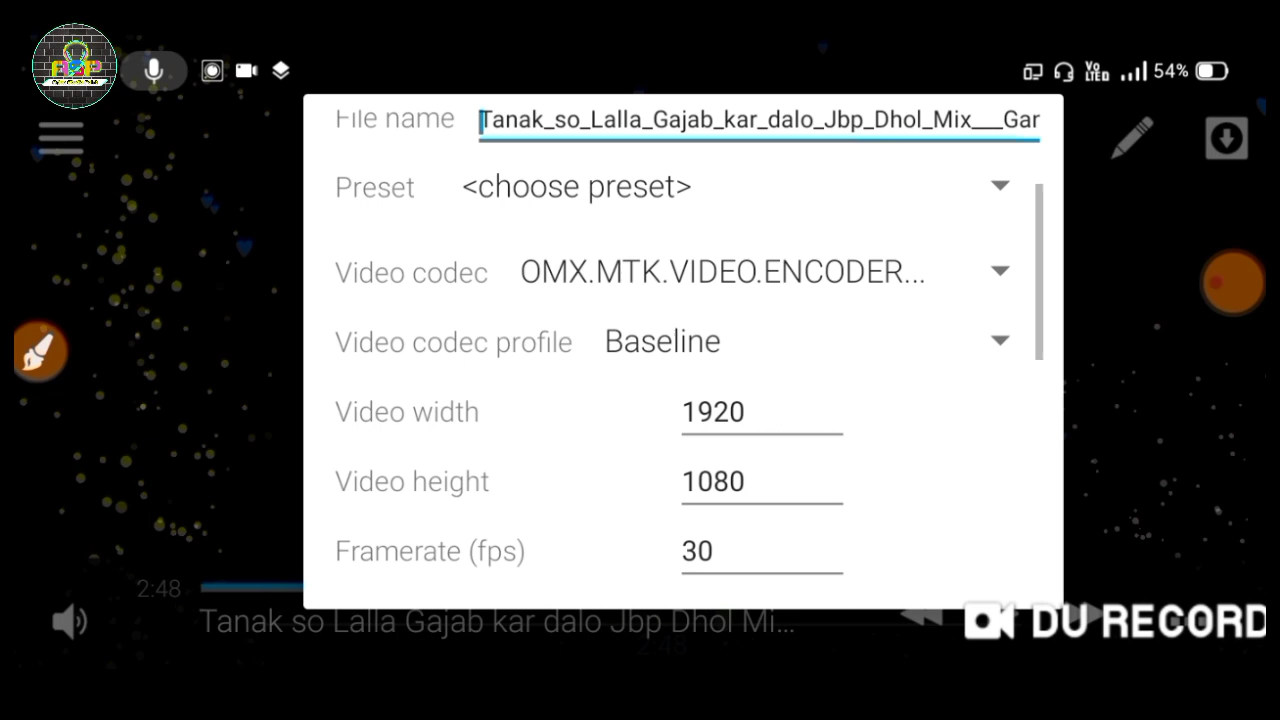 54%
File name Tanak_so_Lalla_Gajab_kar_dalo_Jbp_Dhol_Mix___Gar
Preset <choose preset>
Video codec OMX.MTK.VIDEO.ENCODER...
Video codec profile Baseline
Video width 1920
Video height 1080
Framerate (fps) 30
2:48
Tanak so Lalla Gajab kar dalo Jbp Dhol Mi...
2:48
DU RECORD